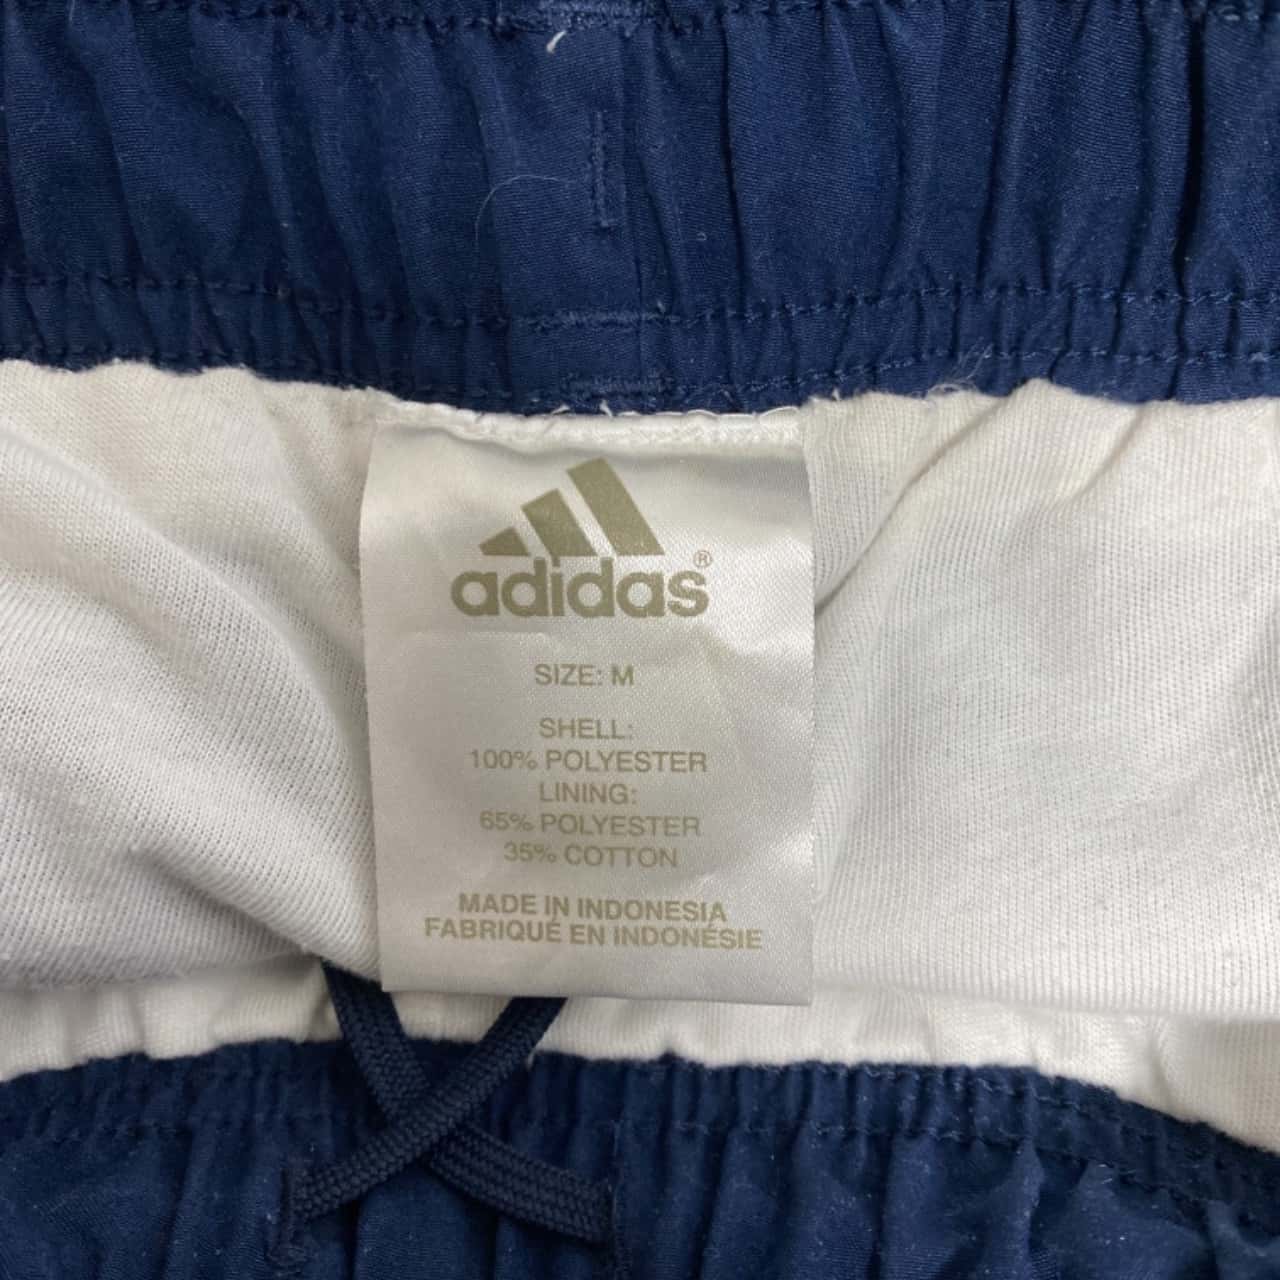 adidas®
SIZE: M
SHELL:
100% POLYESTER
LINING:
65% POLYESTER
35% COTTON
MADE IN INDONESIA
FABRIQUÉ EN INDONÉSIE